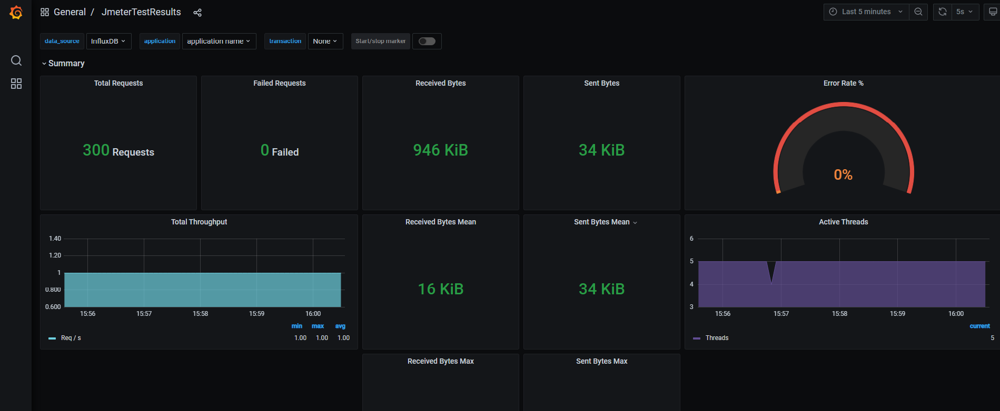 General / JmeterTestResults
Last 5 minutes
5s
data_source InfluxDB application application name transaction None Start/stop marker
Summary
Total Requests
300 Requests
Failed Requests
0 Failed
Received Bytes
946 KiB
Sent Bytes
34 KiB
Error Rate %
0%
Total Throughput
1.40
1.20
1
0.800
0.600
15:56 15:57 15:58 15:59 16:00
min max avg
Req / s 1.00 1.00 1.00
Received Bytes Mean
16 KiB
Sent Bytes Mean
34 KiB
Active Threads
6
5
4
3
15:56 15:57 15:58 15:59 16:00
current
Threads 5
Received Bytes Max
Sent Bytes Max